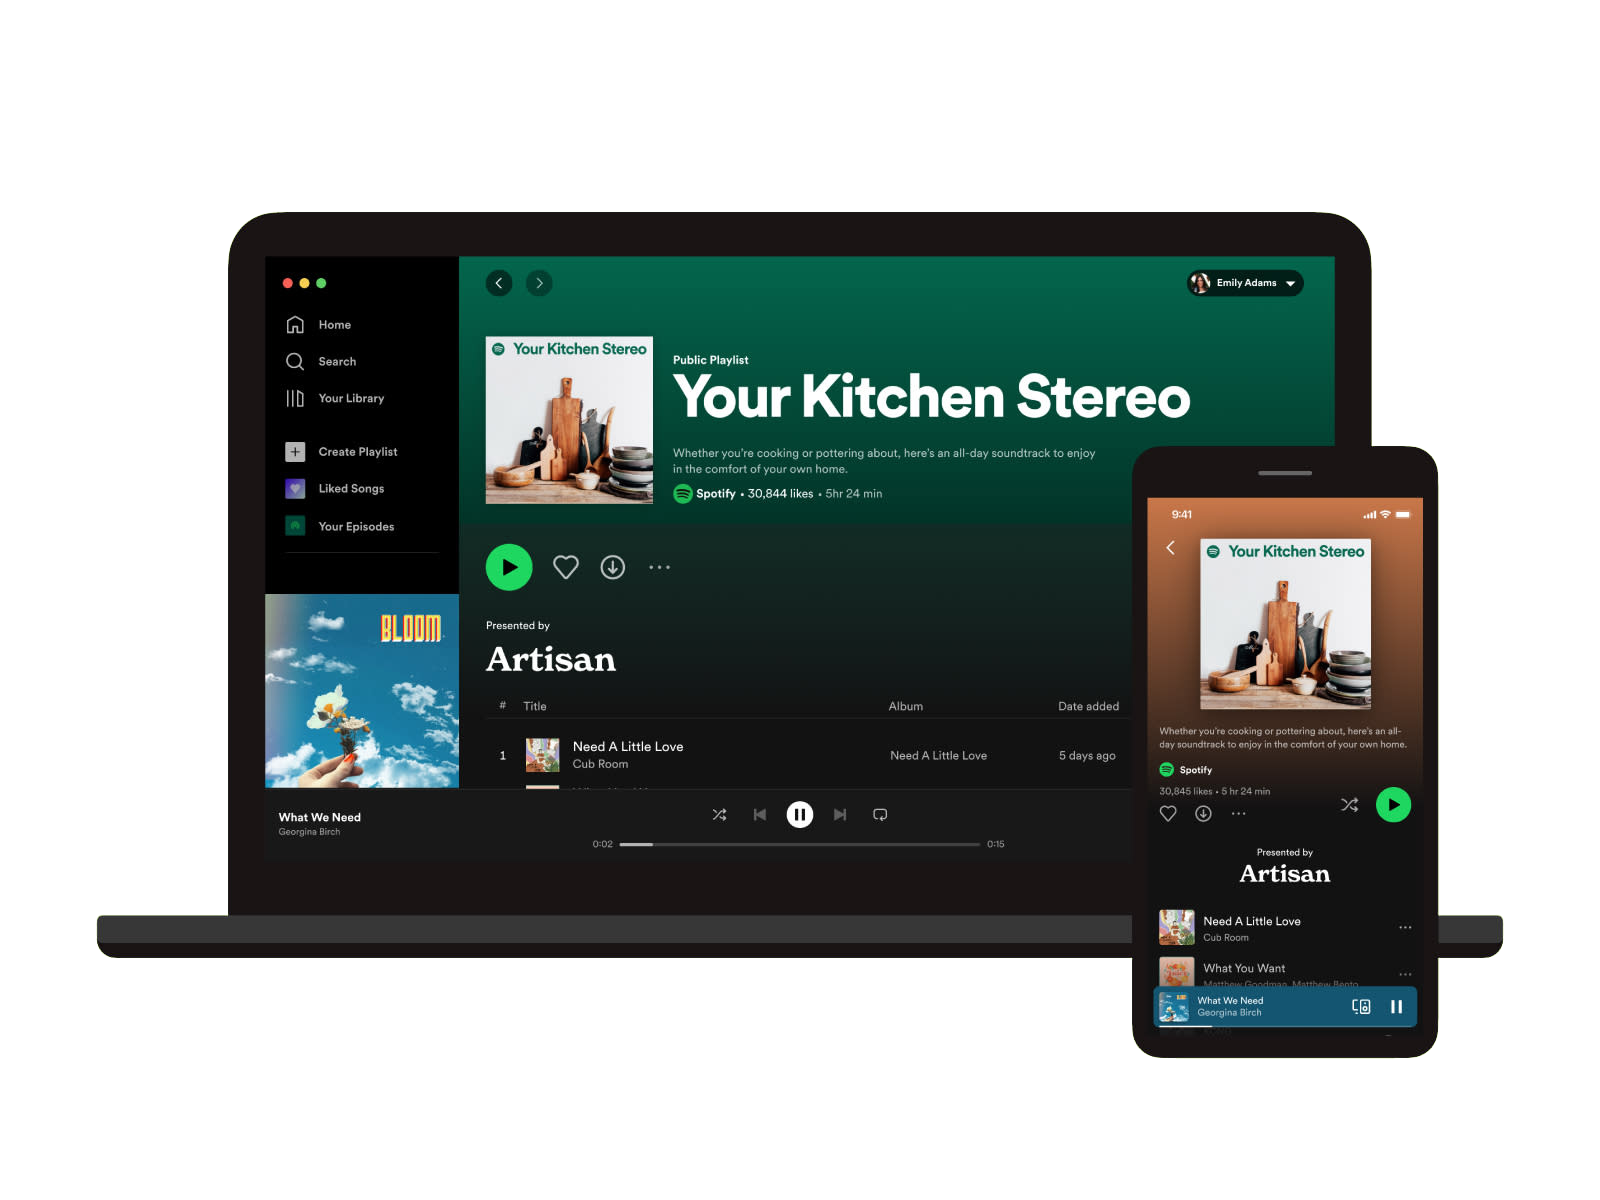 Home
Search
Your Library
Create Playlist
Liked Songs
Your Episodes
BLOOM
What We Need
Georgina Birch
Emily Adams
Your Kitchen Stereo
Public Playlist
Your Kitchen Stereo
Whether you're cooking or pottering about, here's an all-day soundtrack to enjoy
in the comfort of your own home.
Spotify • 30,844 likes • 5hr 24 min
Presented by
Artisan
# Title Album Date added
1 Need A Little Love Need A Little Love 5 days ago
Cub Room
0:02 0:15
9:41
Your Kitchen Stereo
Whether you're cooking or pottering about, here's an all-
day soundtrack to enjoy in the comfort of your own home.
Spotify
30,845 likes • 5 hr 24 min
Presented by
Artisan
Need A Little Love
Cub Room
What You Want
Matthew Goodman, Matthew Bento
What We Need
Georgina Birch